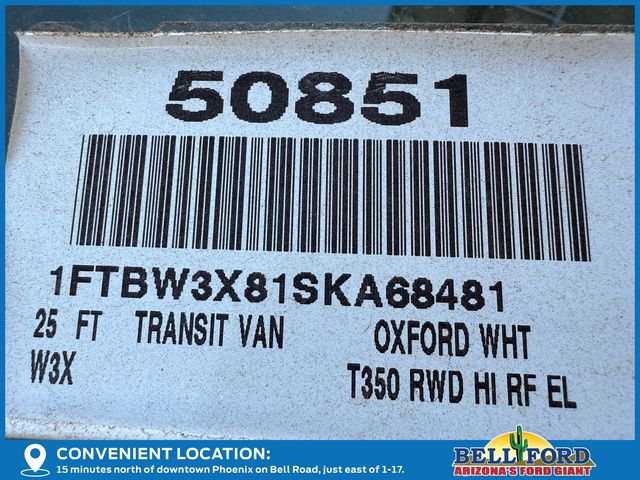 50851
1FTBW3X81SKA68481
25 FT TRANSIT VAN OXFORD WHT
W3X T350 RWD HI RF EL
CONVENIENT LOCATION:
15 minutes north of downtown Phoenix on Bell Road, just east of 1-17.
BELL FORD
ARIZONA'S FORD GIANT